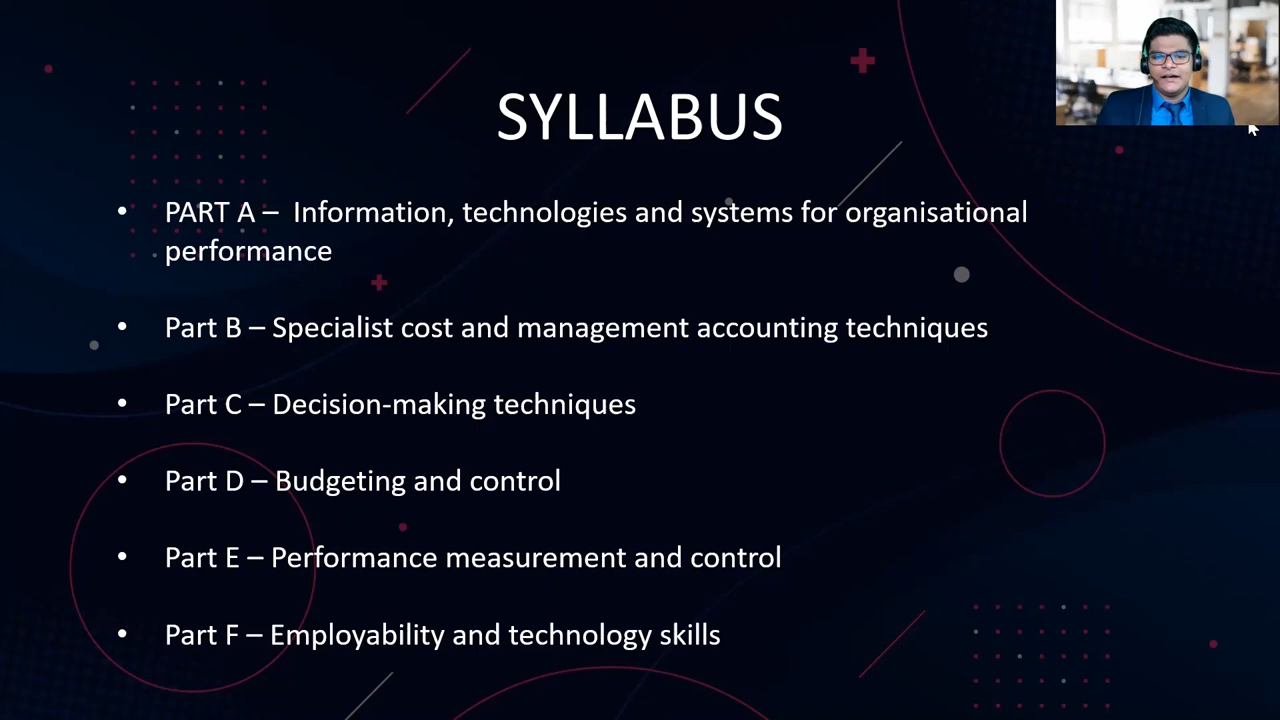 SYLLABUS
• PART A – Information, technologies and systems for organisational
performance
• Part B – Specialist cost and management accounting techniques
• Part C – Decision-making techniques
• Part D – Budgeting and control
• Part E – Performance measurement and control
• Part F – Employability and technology skills